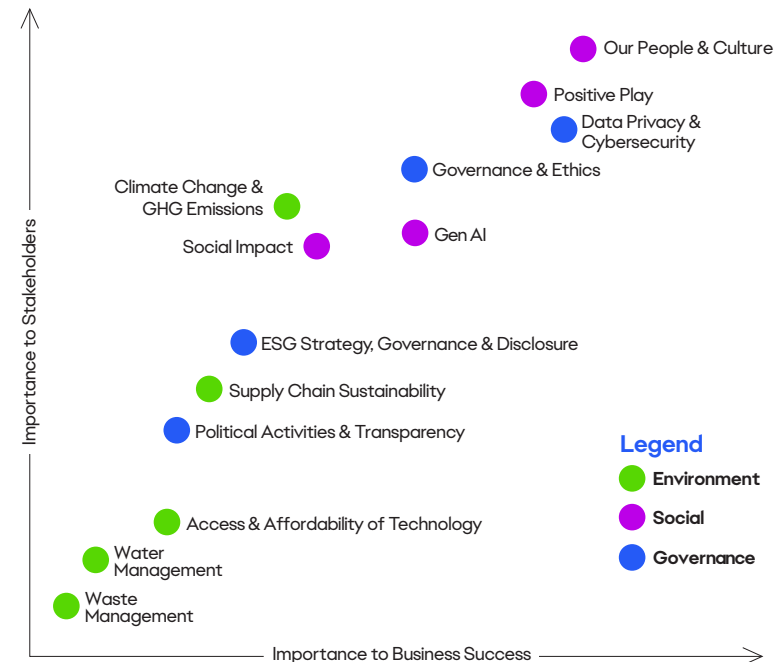 Importance to Stakeholders
Our People & Culture
Positive Play
Data Privacy &
Cybersecurity
Governance & Ethics
Climate Change &
GHG Emissions
Gen AI
Social Impact
ESG Strategy, Governance & Disclosure
Supply Chain Sustainability
Political Activities & Transparency
Access & Affordability of Technology
Water
Management
Waste
Management
Legend
Environment
Social
Governance
Importance to Business Success